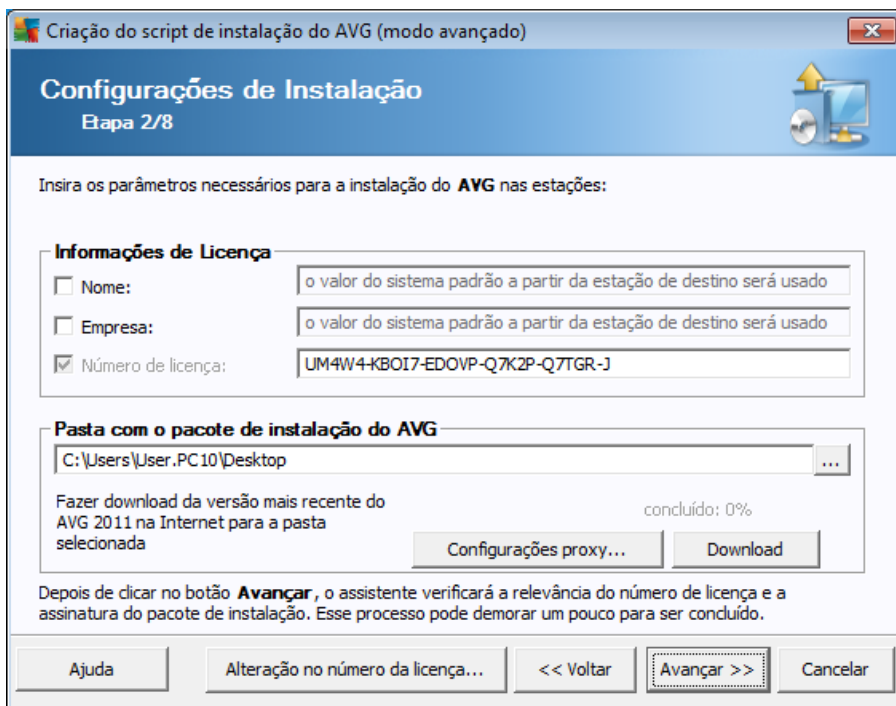 Criação do script de instalação do AVG (modo avançado)
Configurações de Instalação
Etapa 2/8
Insira os parâmetros necessários para a instalação do AVG nas estações:
Informações de Licença
Nome:
o valor do sistema padrão a partir da estação de destino será usado
Empresa:
o valor do sistema padrão a partir da estação de destino será usado
Número de licença:
UM4W4-KBOI7-EDOVP-Q7K2P-Q7TGR-J
Pasta com o pacote de instalação do AVG
C:\Users\User.PC10\Desktop
...
Fazer download da versão mais recente do
AVG 2011 na Internet para a pasta
selecionada
concluído: 0%
Configurações proxy...
Download
Depois de clicar no botão Avançar, o assistente verificará a relevância do número de licença e a
assinatura do pacote de instalação. Esse processo pode demorar um pouco para ser concluído.
Ajuda
Alteração no número da licença...
<< Voltar
Avançar >>
Cancelar